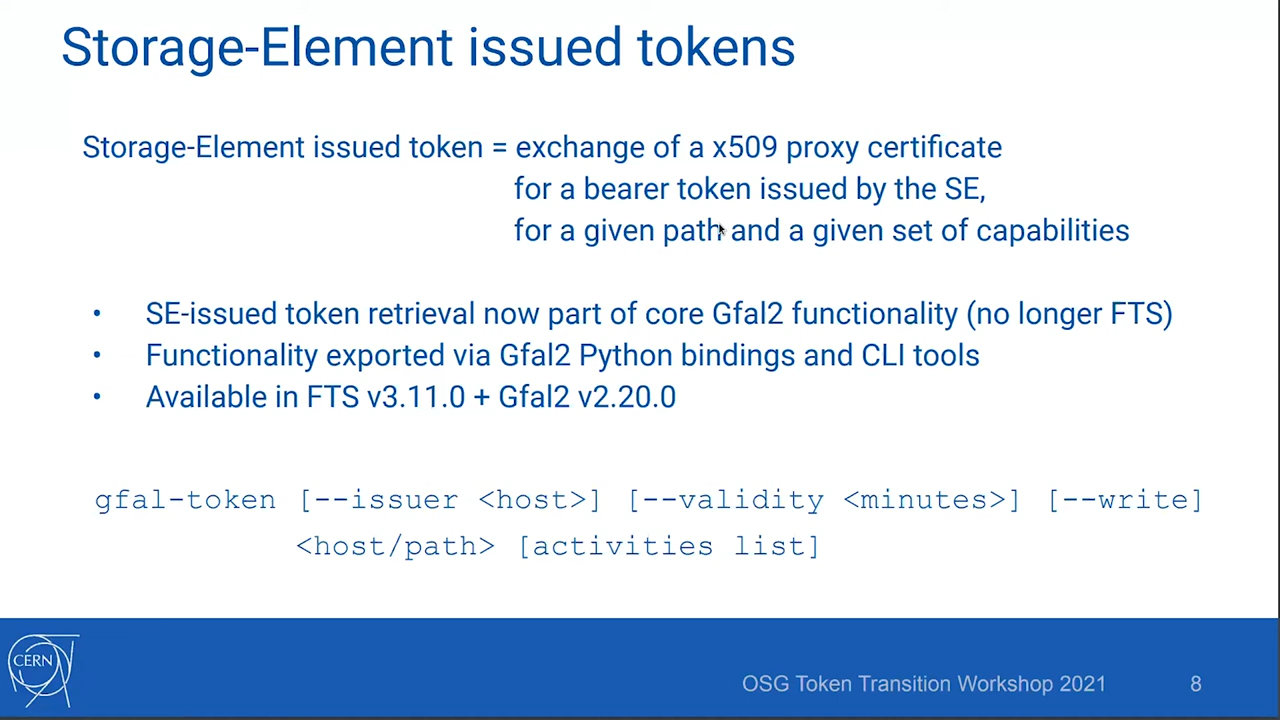 Storage-Element issued tokens
Storage-Element issued token = exchange of a x509 proxy certificate
for a bearer token issued by the SE,
for a given path and a given set of capabilities
• SE-issued token retrieval now part of core Gfal2 functionality (no longer FTS)
• Functionality exported via Gfal2 Python bindings and CLI tools
• Available in FTS v3.11.0 + Gfal2 v2.20.0
gfal-token [--issuer <host>] [--validity <minutes>] [--write]
<host/path> [activities list]
CERN
OSG Token Transition Workshop 2021 8